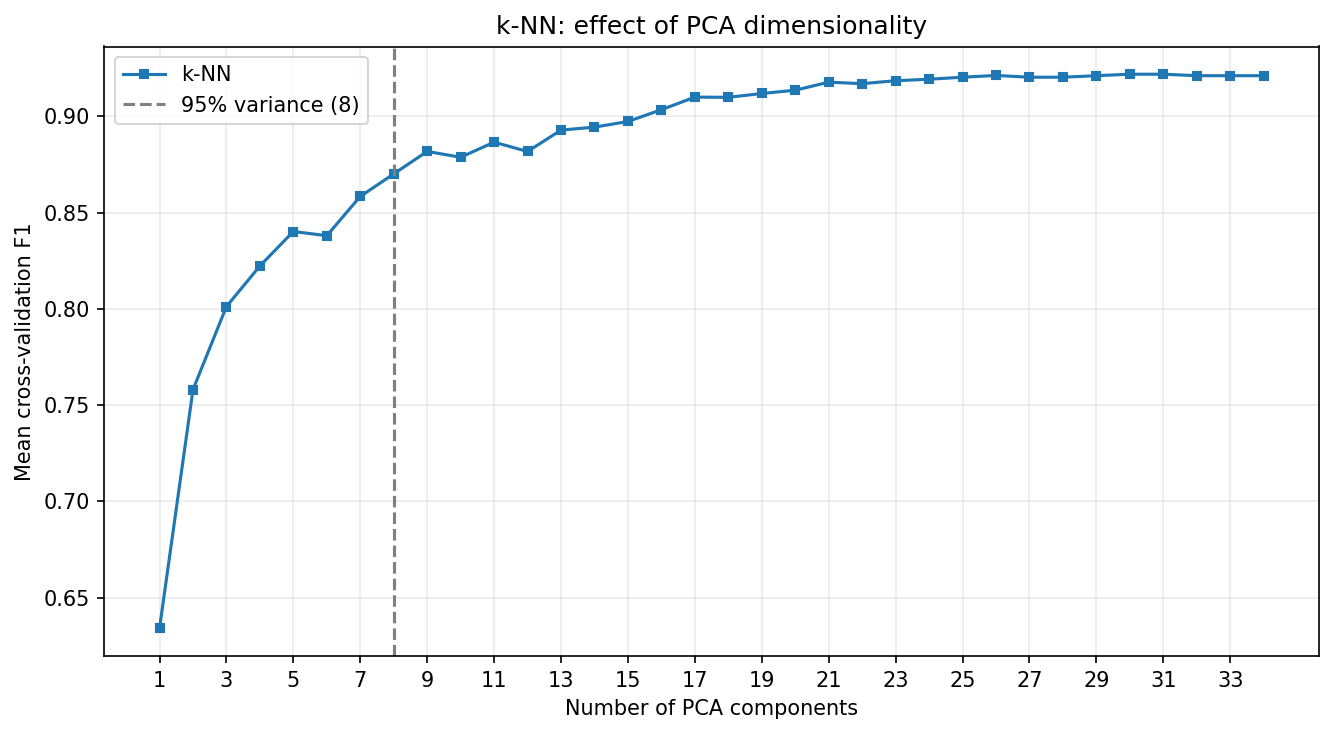 k-NN: effect of PCA dimensionality
k-NN
95% variance (8)
Mean cross-validation F1
0.90
0.85
0.80
0.75
0.70
0.65
1 3 5 7 9 11 13 15 17 19 21 23 25 27 29 31 33
Number of PCA components